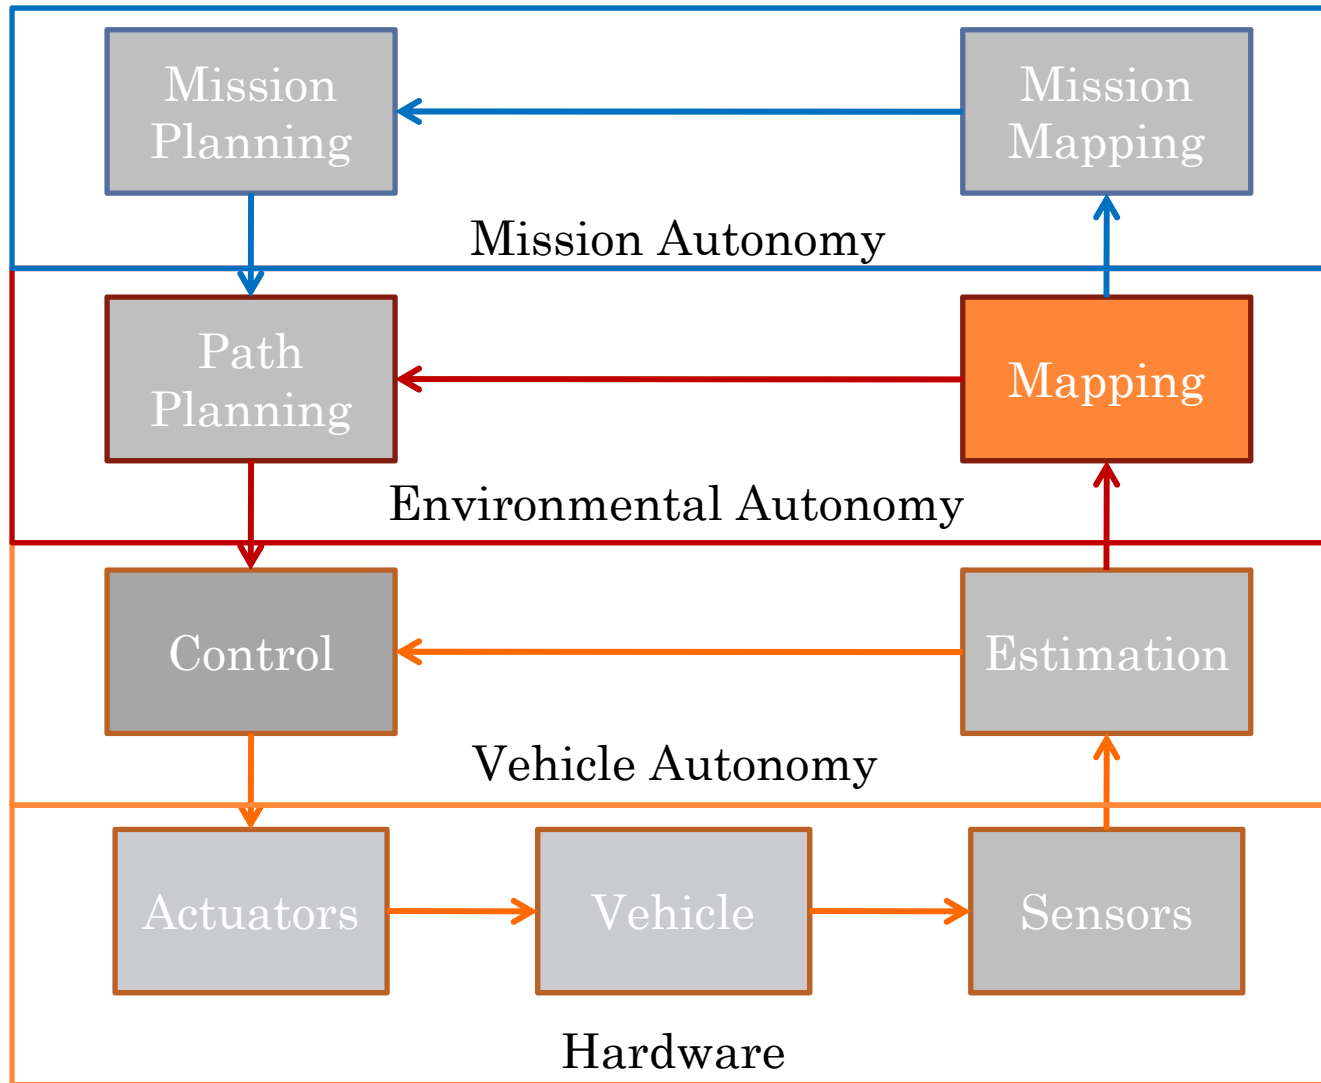 Mission
Planning
Mission
Mapping
Mission Autonomy
Path
Planning
Mapping
Environmental Autonomy
Control
Estimation
Vehicle Autonomy
Actuators
Vehicle
Sensors
Hardware